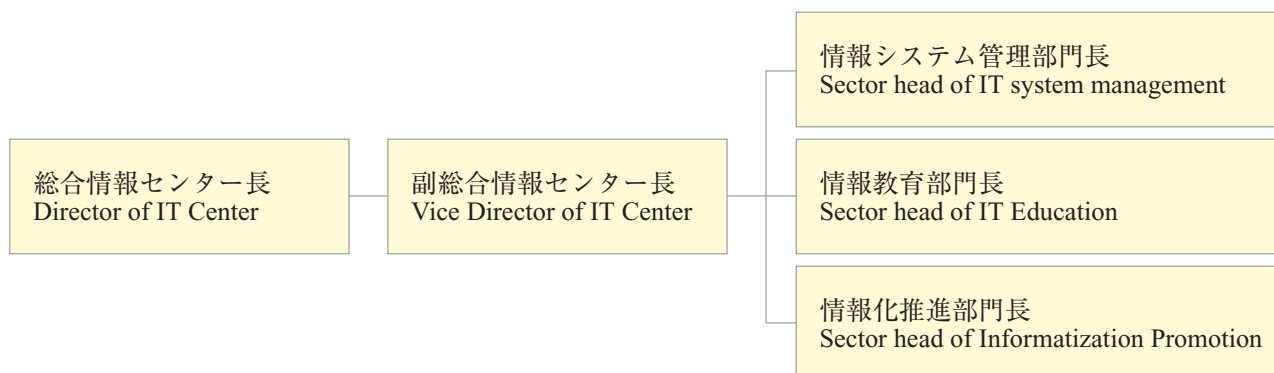 総合情報センター長
Director of IT Center
副総合情報センター長
Vice Director of IT Center
情報システム管理部門長
Sector head of IT system management
情報教育部門長
Sector head of IT Education
情報化推進部門長
Sector head of Informatization Promotion